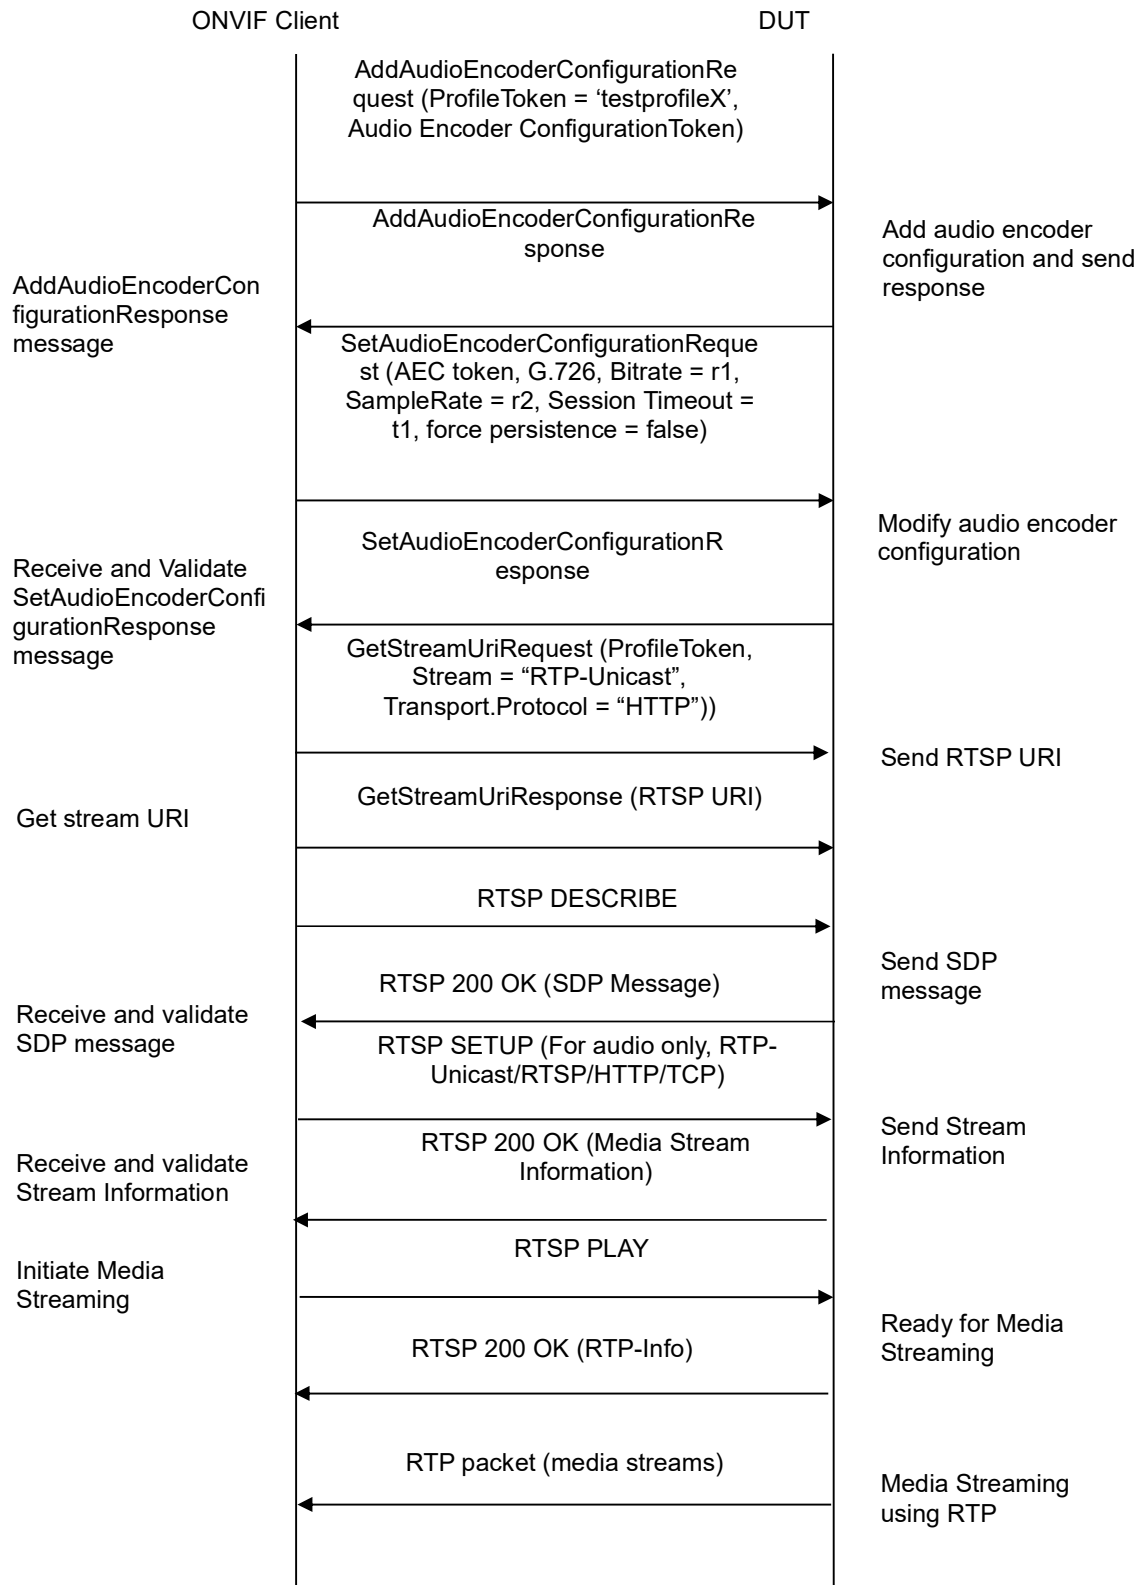 ONVIF Client
DUT
AddAudioEncoderConfigurationRe
quest (ProfileToken = ‘testprofileX’,
Audio Encoder ConfigurationToken)
AddAudioEncoderConfigurationRe
sponse
Add audio encoder
configuration and send
response
AddAudioEncoderCon
figurationResponse
message
SetAudioEncoderConfigurationReque
st (AEC token, G.726, Bitrate = r1,
SampleRate = r2, Session Timeout =
t1, force persistence = false)
Modify audio encoder
configuration
SetAudioEncoderConfigurationR
esponse
Receive and Validate
SetAudioEncoderConfi
gurationResponse
message
GetStreamUriRequest (ProfileToken,
Stream = “RTP-Unicast”,
Transport.Protocol = “HTTP”))
Send RTSP URI
GetStreamUriResponse (RTSP URI)
Get stream URI
RTSP DESCRIBE
Send SDP
message
RTSP 200 OK (SDP Message)
Receive and validate
SDP message
RTSP SETUP (For audio only, RTP-
Unicast/RTSP/HTTP/TCP)
Send Stream
Information
RTSP 200 OK (Media Stream
Information)
Receive and validate
Stream Information
RTSP PLAY
Initiate Media
Streaming
Ready for Media
Streaming
RTSP 200 OK (RTP-Info)
RTP packet (media streams)
Media Streaming
using RTP